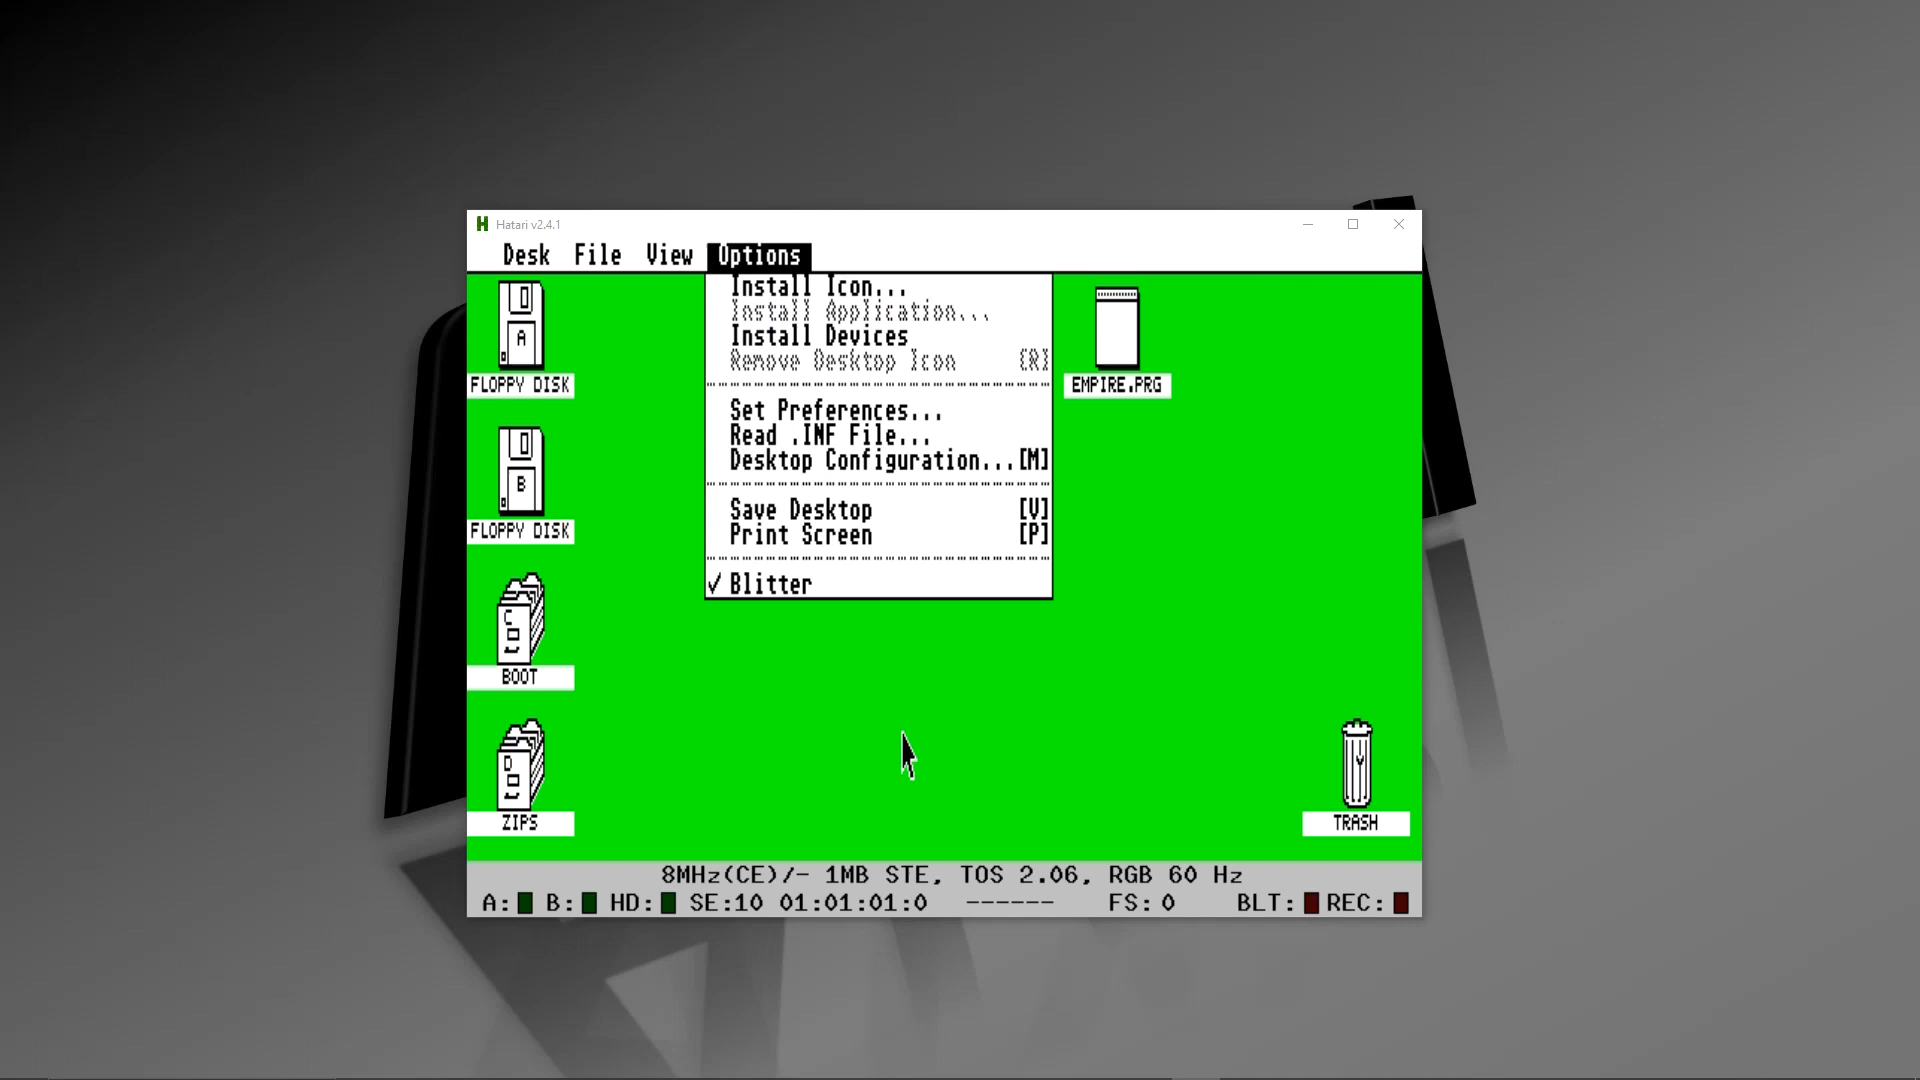 Hatari v2.4.1
Desk File View Options
Install Icon...
Install Application...
Install Devices
Remove Desktop Icon [R]
Set Preferences...
Read .INF File...
Desktop Configuration...[M]
Save Desktop [V]
Print Screen [P]
✓ Blitter
A
FLOPPY DISK
B
FLOPPY DISK
C
BOOT
D
ZIPS
EMPIRE.PRG
TRASH
8MHz(CE)/- 1MB STE, TOS 2.06, RGB 60 Hz
A: B: HD: SE:10 01:01:01:0 ------ FS: 0 BLT: REC: